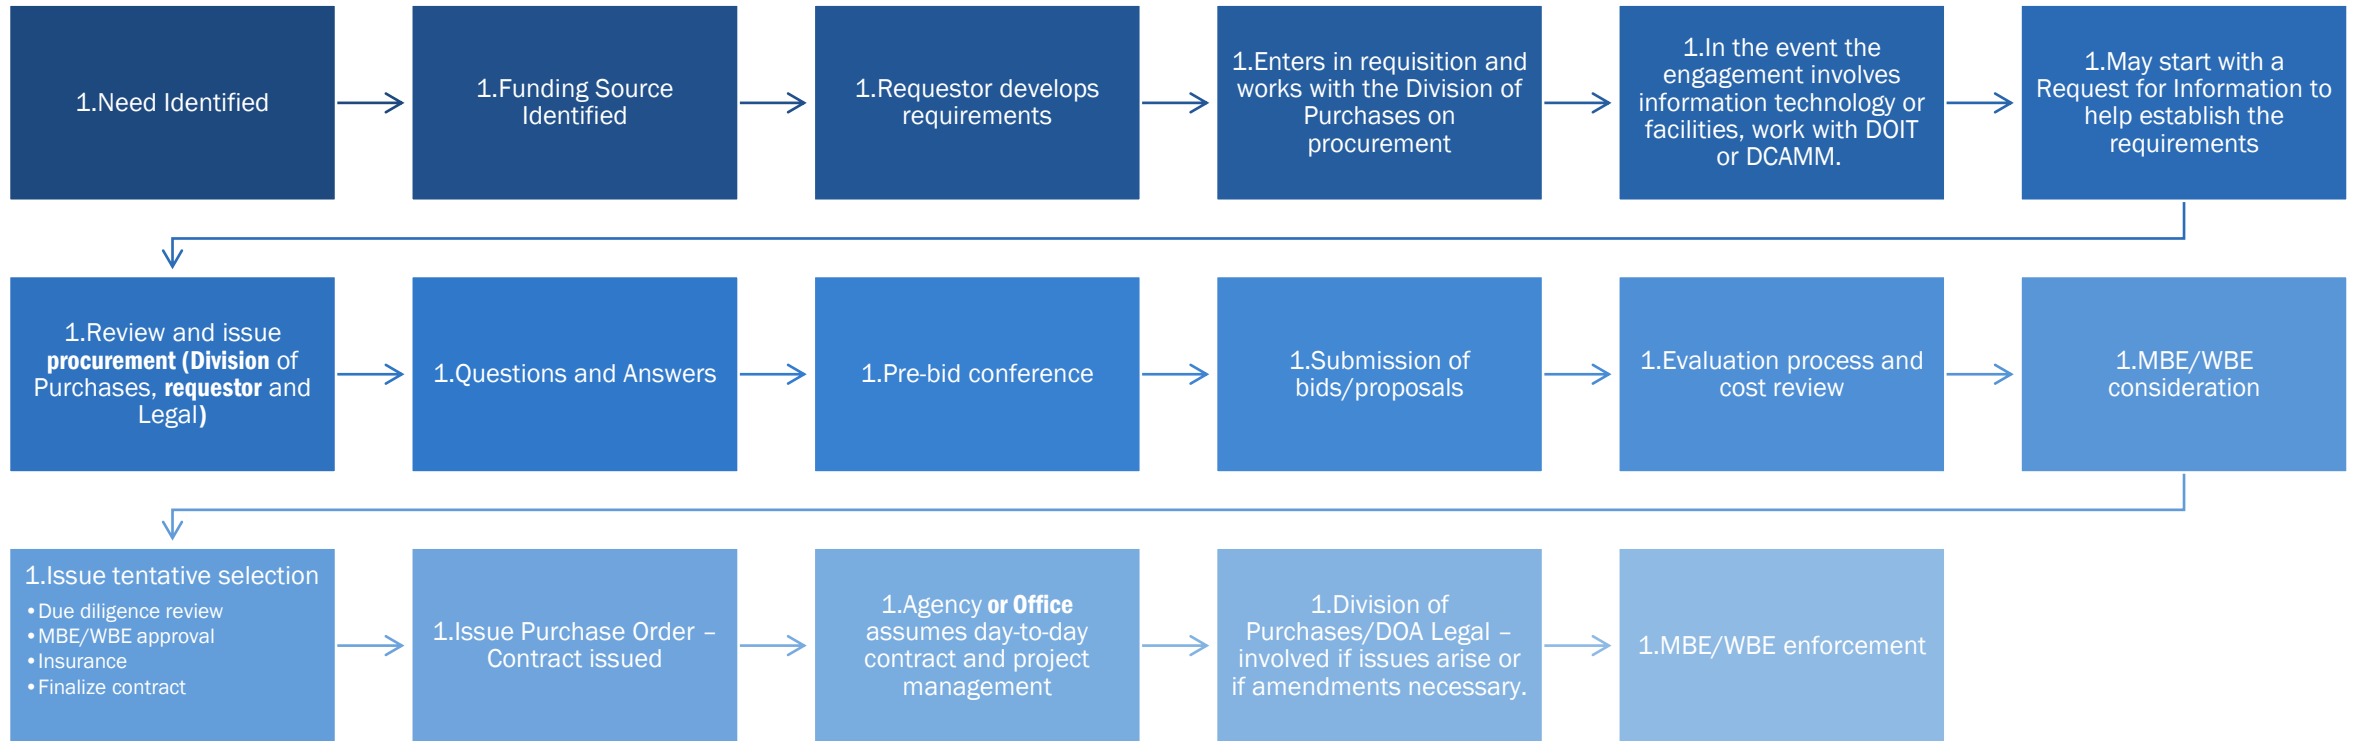 1.Need Identified
1.Funding Source
Identified
1.Requestor develops
requirements
1.Enters in requisition and
works with the Division of
Purchases on
procurement
1.In the event the
engagement involves
information technology or
facilities, work with DOIT
or DCAMM.
1.May start with a
Request for Information to
help establish the
requirements
1.Review and issue
procurement (Division of
Purchases, requestor and
Legal)
1.Questions and Answers
1.Pre-bid conference
1.Submission of
bids/proposals
1.Evaluation process and
cost review
1.MBE/WBE
consideration
1.Issue tentative selection
•Due diligence review
•MBE/WBE approval
•Insurance
•Finalize contract
1.Issue Purchase Order –
Contract issued
1.Agency or Office
assumes day-to-day
contract and project
management
1.Division of
Purchases/DOA Legal –
involved if issues arise or
if amendments necessary.
1.MBE/WBE enforcement